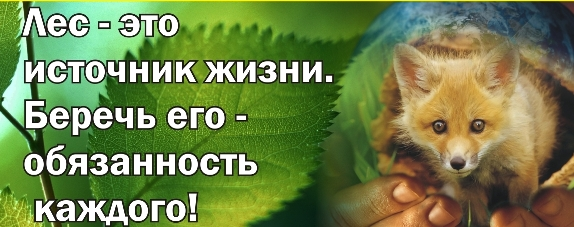 Лес - это
источник жизни.
Беречь его -
обязанность
каждого!